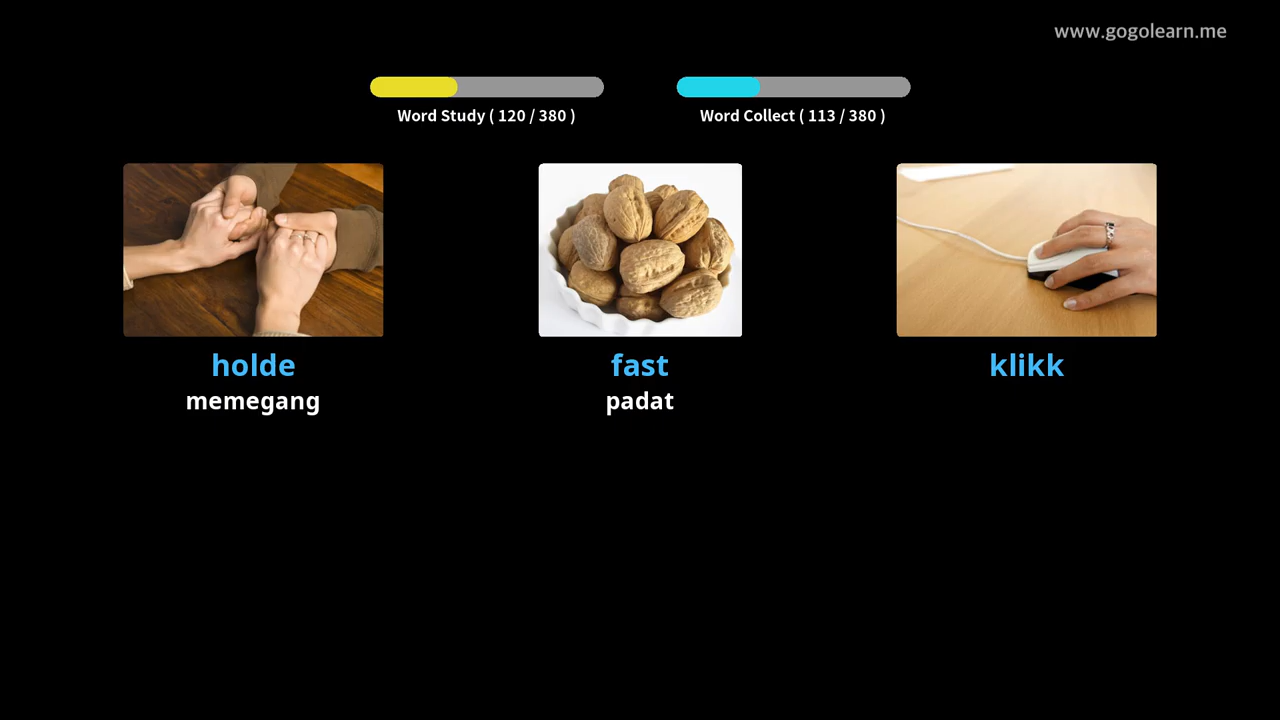 www.gogolearn.me
Word Study ( 120 / 380 )
Word Collect ( 113 / 380 )
holde
memegang
fast
padat
klikk